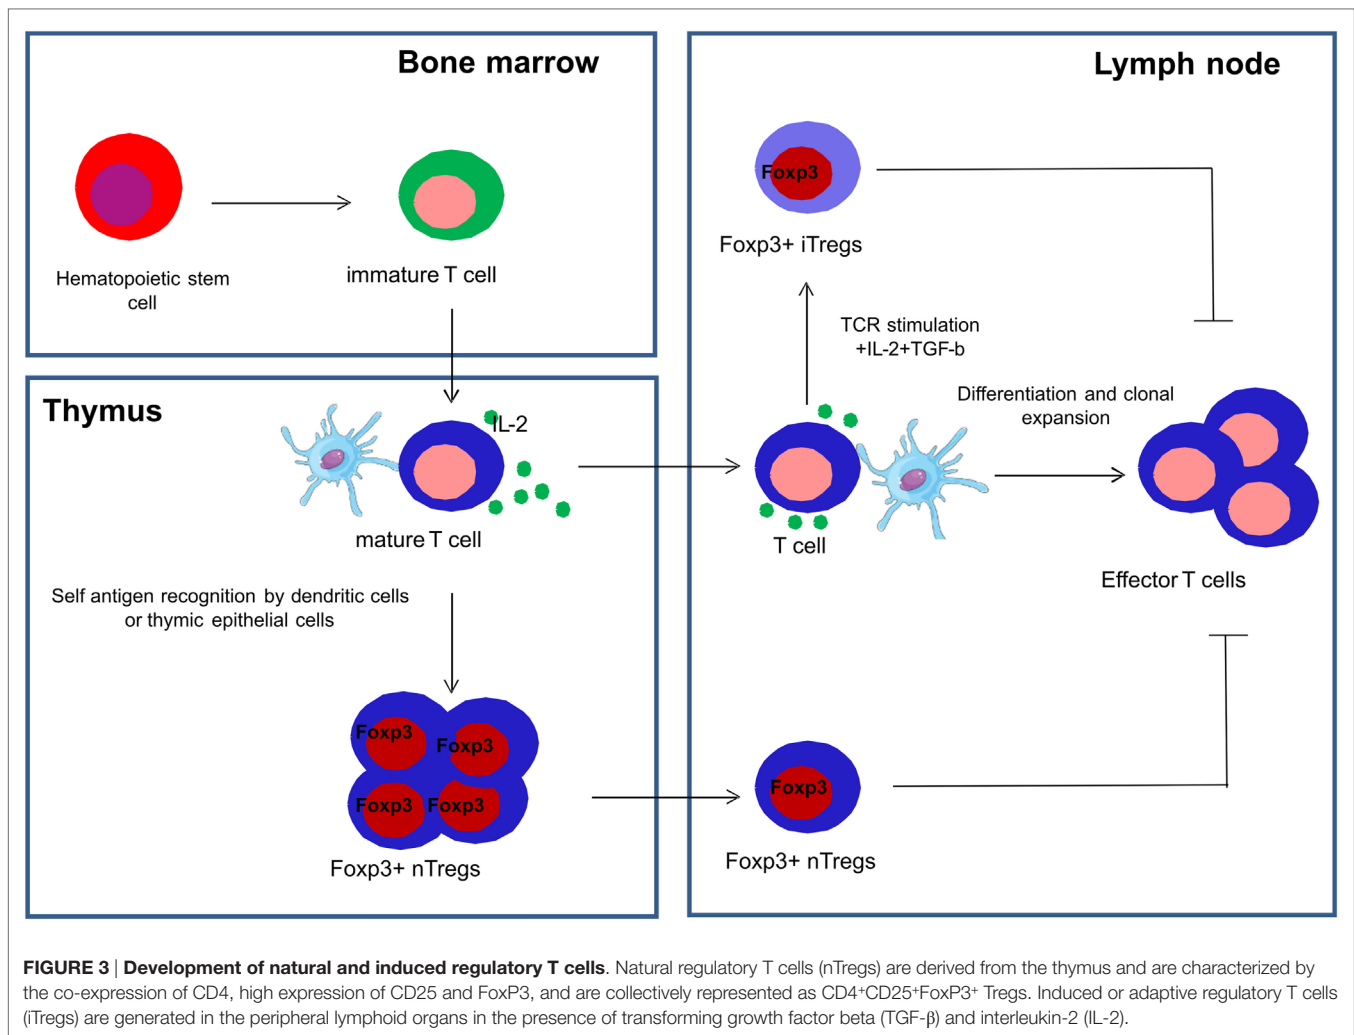 Bone marrow
Hematopoietic stem
cell
immature T cell
Thymus
IL-2
mature T cell
Self antigen recognition by dendritic cells
or thymic epithelial cells
Foxp3
Foxp3
Foxp3
Foxp3
Foxp3+ nTregs
Lymph node
Foxp3
Foxp3+ iTregs
TCR stimulation
+IL-2+TGF-b
Differentiation and clonal
expansion
T cell
Effector T cells
Foxp3
Foxp3+ nTregs
FIGURE 3 | Development of natural and induced regulatory T cells. Natural regulatory T cells (nTregs) are derived from the thymus and are characterized by
the co-expression of CD4, high expression of CD25 and FoxP3, and are collectively represented as CD4⁺CD25⁺FoxP3⁺ Tregs. Induced or adaptive regulatory T cells
(iTregs) are generated in the peripheral lymphoid organs in the presence of transforming growth factor beta (TGF-β) and interleukin-2 (IL-2).